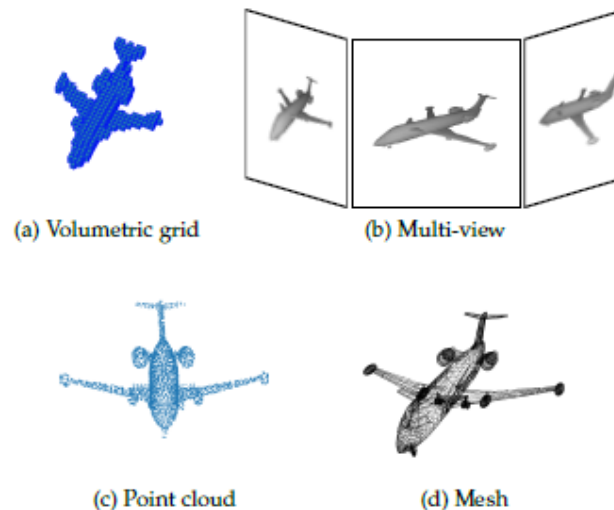 (a) Volumetric grid
(b) Multi-view
(c) Point cloud
(d) Mesh